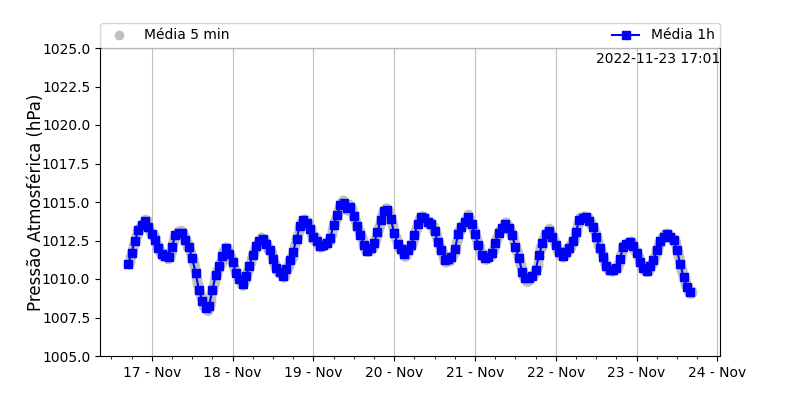 Média 5 min
Média 1h
2022-11-23 17:01
Pressão Atmosférica (hPa)
1025.0
1022.5
1020.0
1017.5
1015.0
1012.5
1010.0
1007.5
1005.0
17 - Nov
18 - Nov
19 - Nov
20 - Nov
21 - Nov
22 - Nov
23 - Nov
24 - Nov